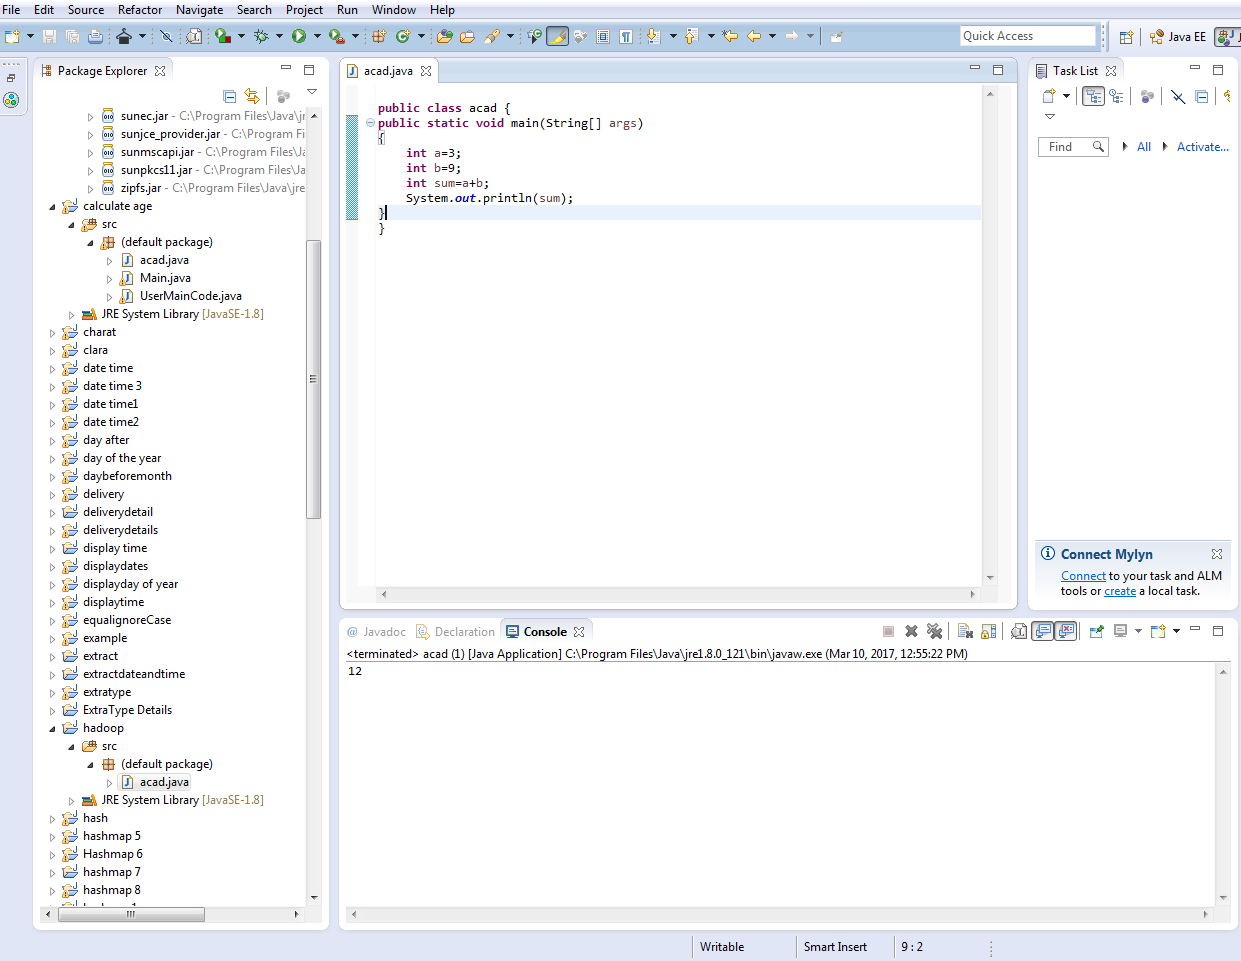 File Edit Source Refactor Navigate Search Project Run Window Help
Quick Access
Java EE
Package Explorer
sunec.jar - C:\Program Files\Java\jr
sunjce_provider.jar - C:\Program Fi
sunmscapi.jar - C:\Program Files\Ja
sunpkcs11.jar - C:\Program Files\Ja
zipfs.jar - C:\Program Files\Java\jre
calculate age
src
(default package)
acad.java
Main.java
UserMainCode.java
JRE System Library [JavaSE-1.8]
charat
clara
date time
date time 3
date time1
date time2
day after
day of the year
daybeforemonth
delivery
deliverydetail
deliverydetails
display time
displaydates
displayday of year
displaytime
equalignoreCase
example
extract
extractdateandtime
extratype
ExtraType Details
hadoop
src
(default package)
acad.java
JRE System Library [JavaSE-1.8]
hash
hashmap 5
Hashmap 6
hashmap 7
hashmap 8
acad.java
public class acad {
public static void main(String[] args)
{
int a=3;
int b=9;
int sum=a+b;
System.out.println(sum);
}
}
Task List
Find
All
Activate...
Connect Mylyn
Connect to your task and ALM
tools or create a local task.
@ Javadoc Declaration Console
<terminated> acad (1) [Java Application] C:\Program Files\Java\jre1.8.0_121\bin\javaw.exe (Mar 10, 2017, 12:55:22 PM)
12
Writable Smart Insert 9 : 2